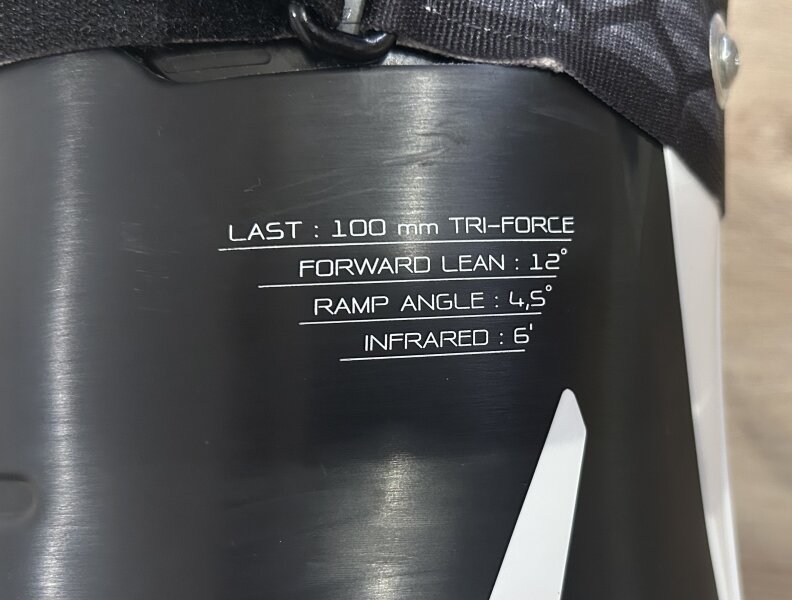 LAST : 100 mm TRI-FORCE
FORWARD LEAN : 12°
RAMP ANGLE : 4,5°
INFRARED : 6'